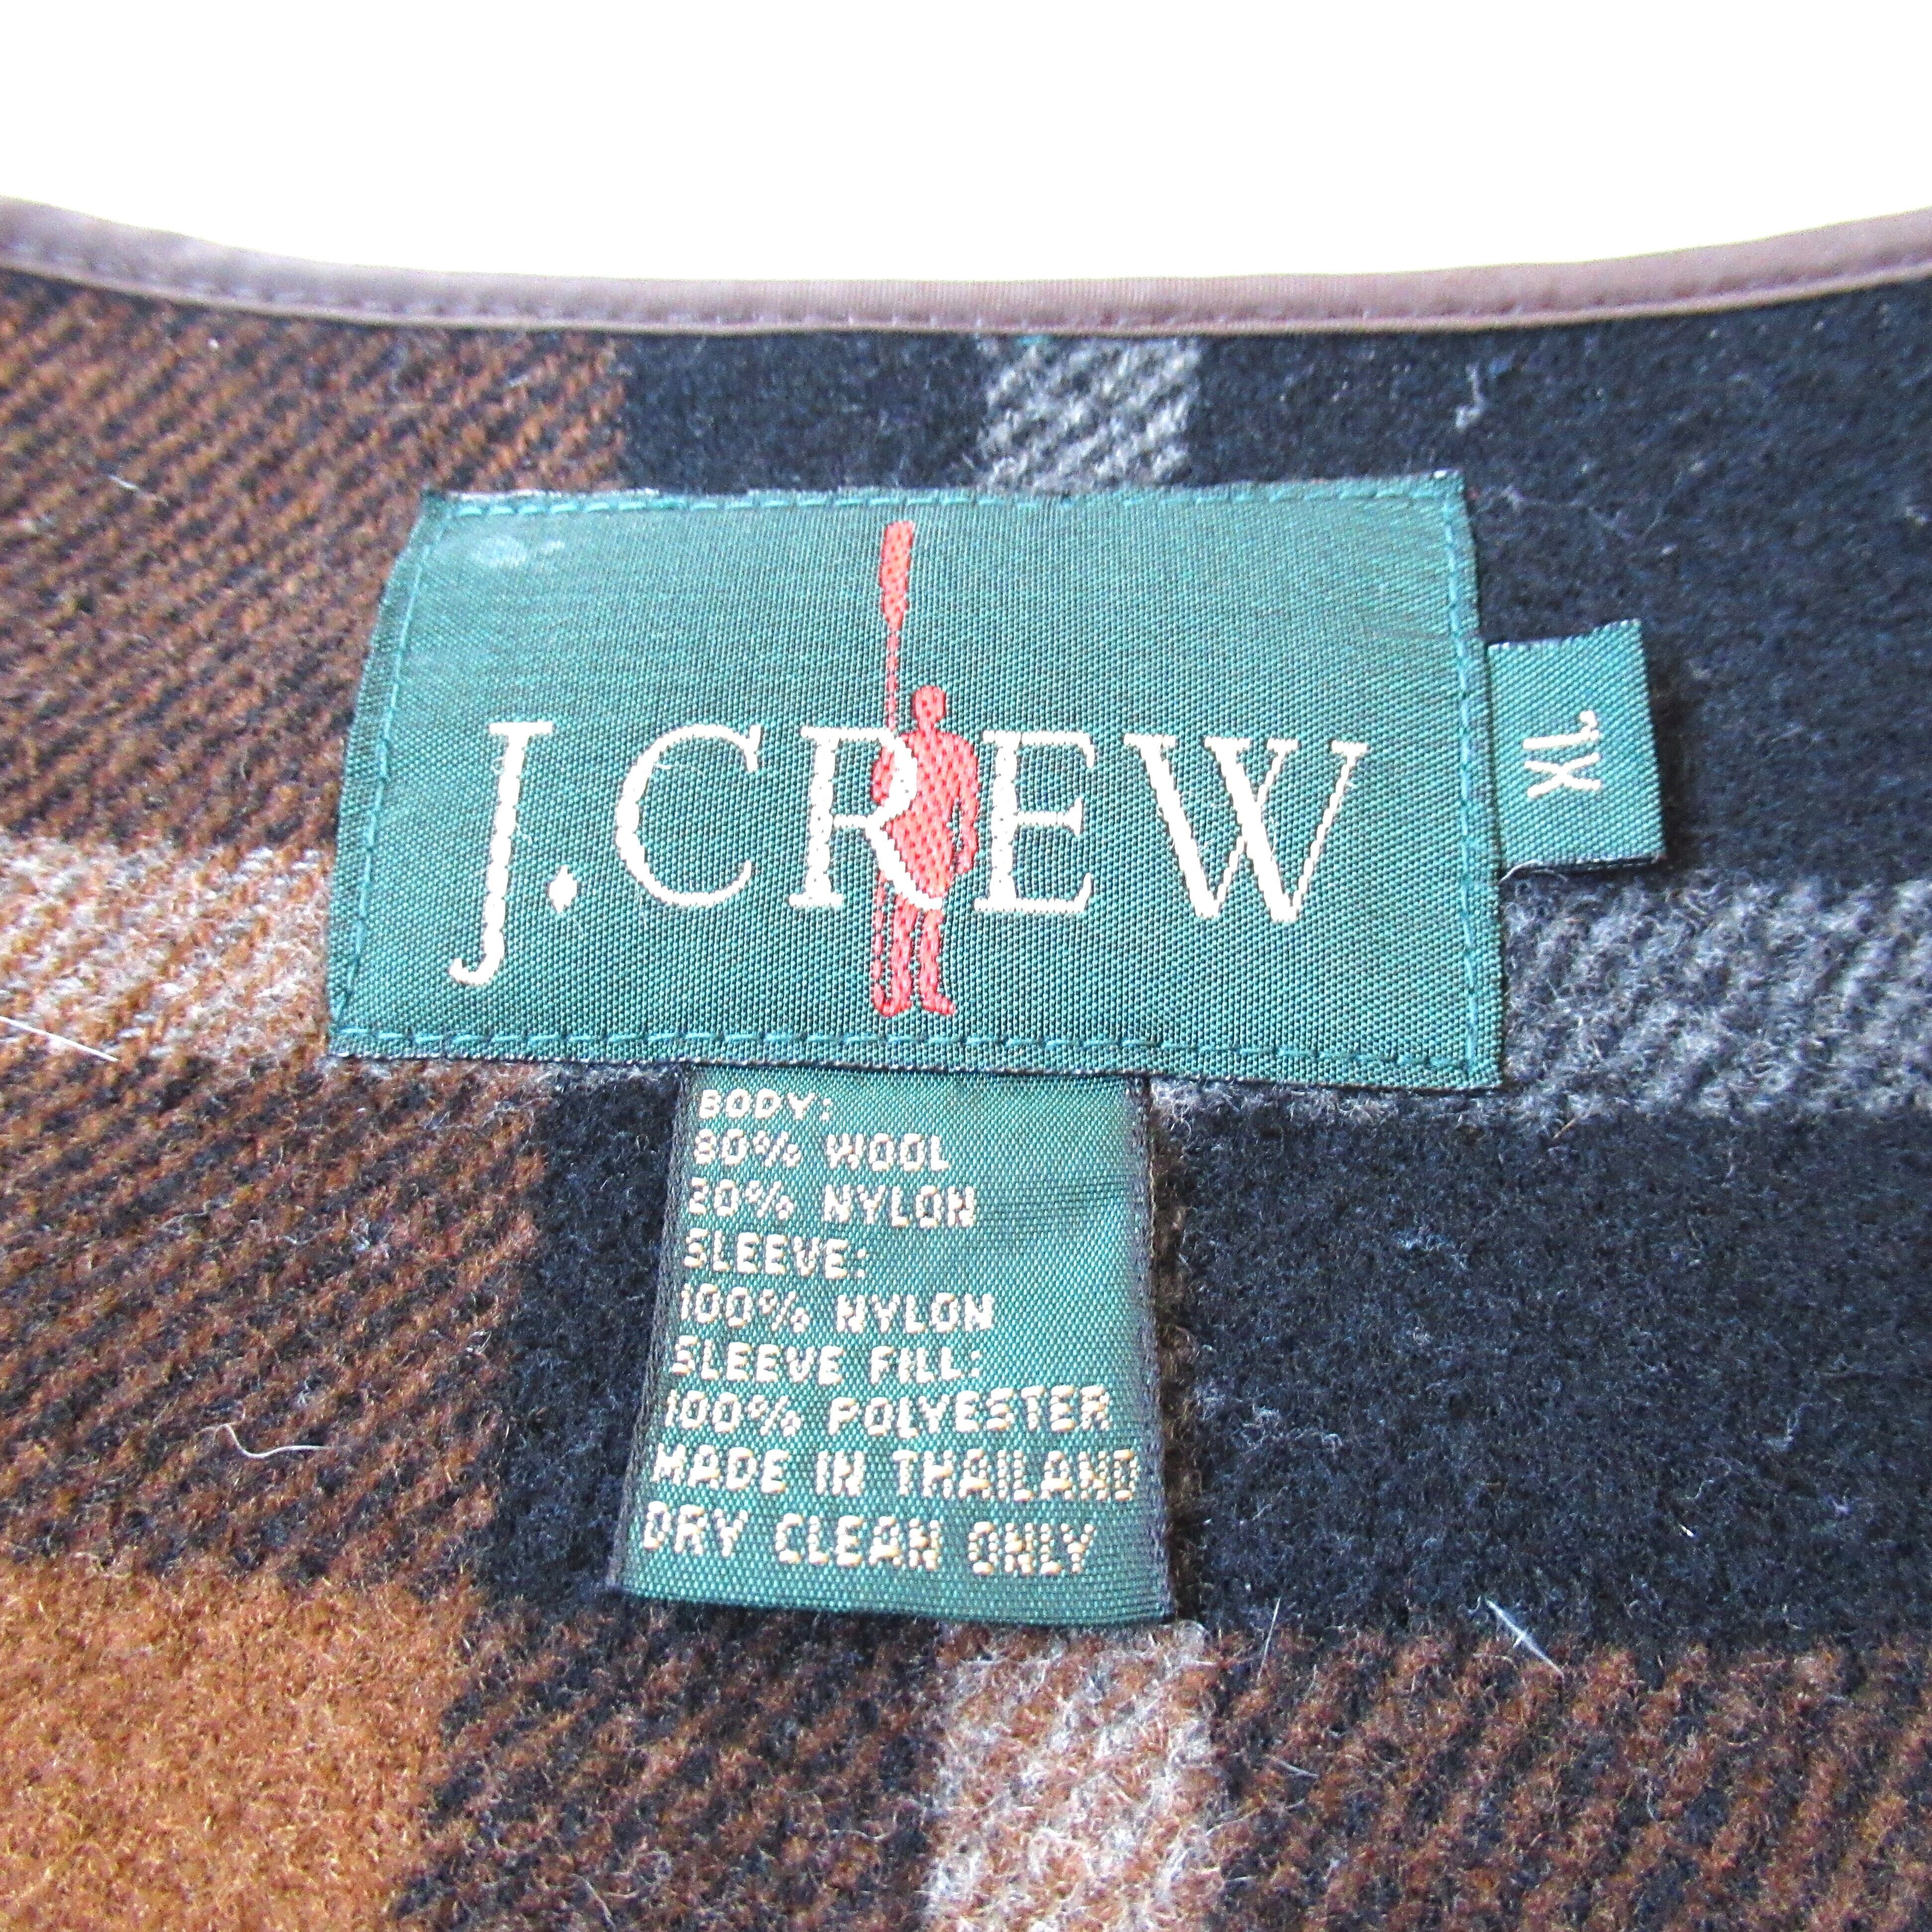 J.CREW
XL
BODY:
80% WOOL
20% NYLON
SLEEVE:
100% NYLON
SLEEVE FILL:
100% POLYESTER
MADE IN THAILAND
DRY CLEAN ONLY